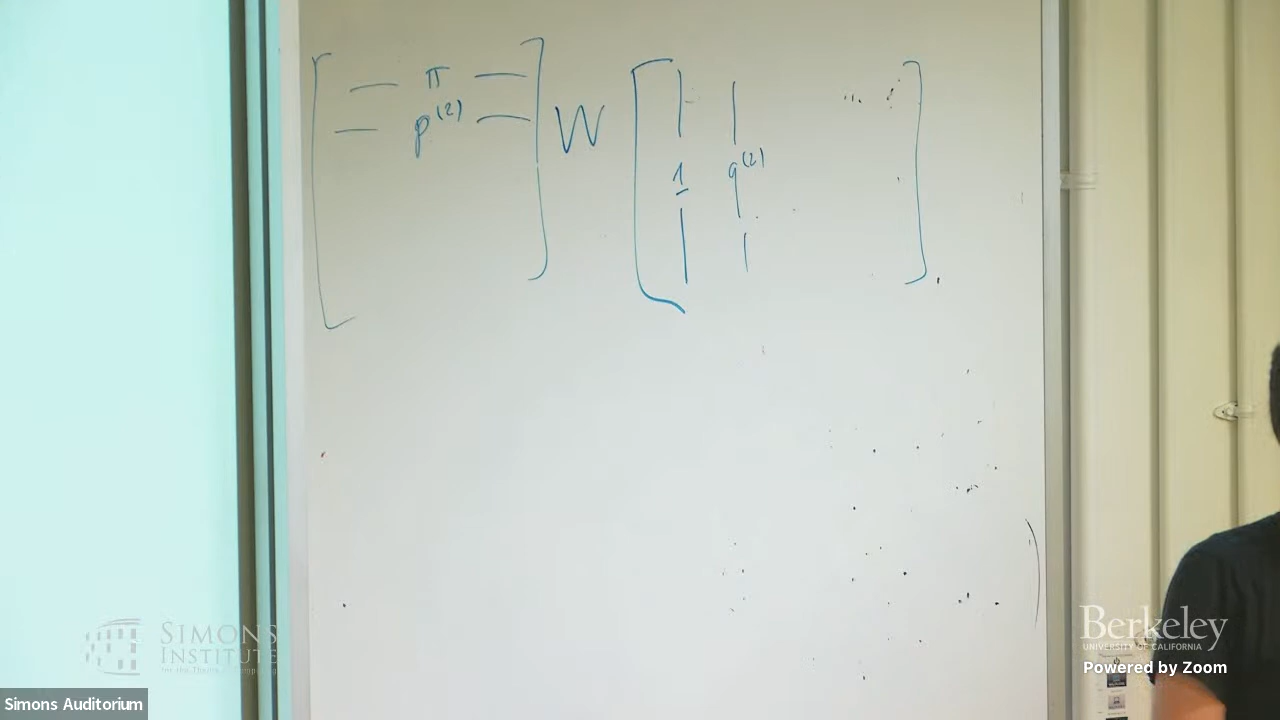 [ — π — ] W [ | | ]
— p^(2) — 1 q^(2)
SIMONS
INSTITUTE
Berkeley
UNIVERSITY OF CALIFORNIA
Powered by Zoom
Simons Auditorium